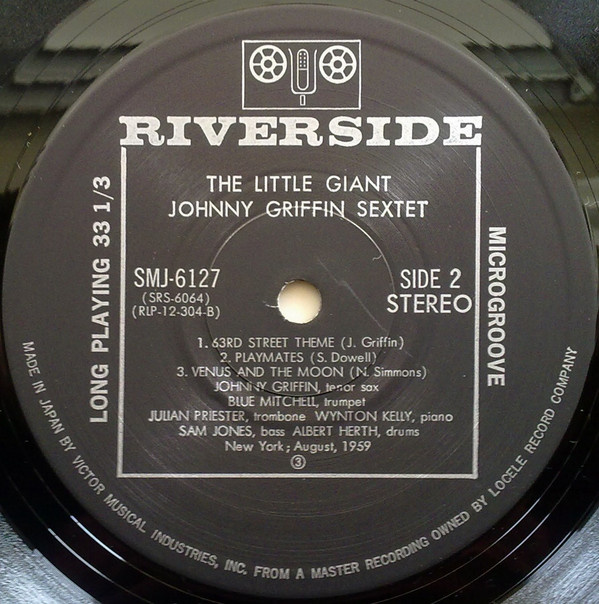 RIVERSIDE
THE LITTLE GIANT
JOHNNY GRIFFIN SEXTET
LONG PLAYING 33 1/3
MICROGROOVE
SMJ-6127
(SRS-6064)
(RLP-12-304-B)
SIDE 2
STEREO
1. 63RD STREET THEME (J. Griffin)
2. PLAYMATES (S. Dowell)
3. VENUS AND THE MOON (N. Simmons)
JOHNNY GRIFFIN, tenor sax
BLUE MITCHELL, trumpet
JULIAN PRIESTER, trombone WYNTON KELLY, piano
SAM JONES, bass ALBERT HERTH, drums
New York; August, 1959
③
MADE IN JAPAN BY VICTOR MUSICAL INDUSTRIES, INC. FROM A MASTER RECORDING OWNED BY LOCELE RECORD COMPANY